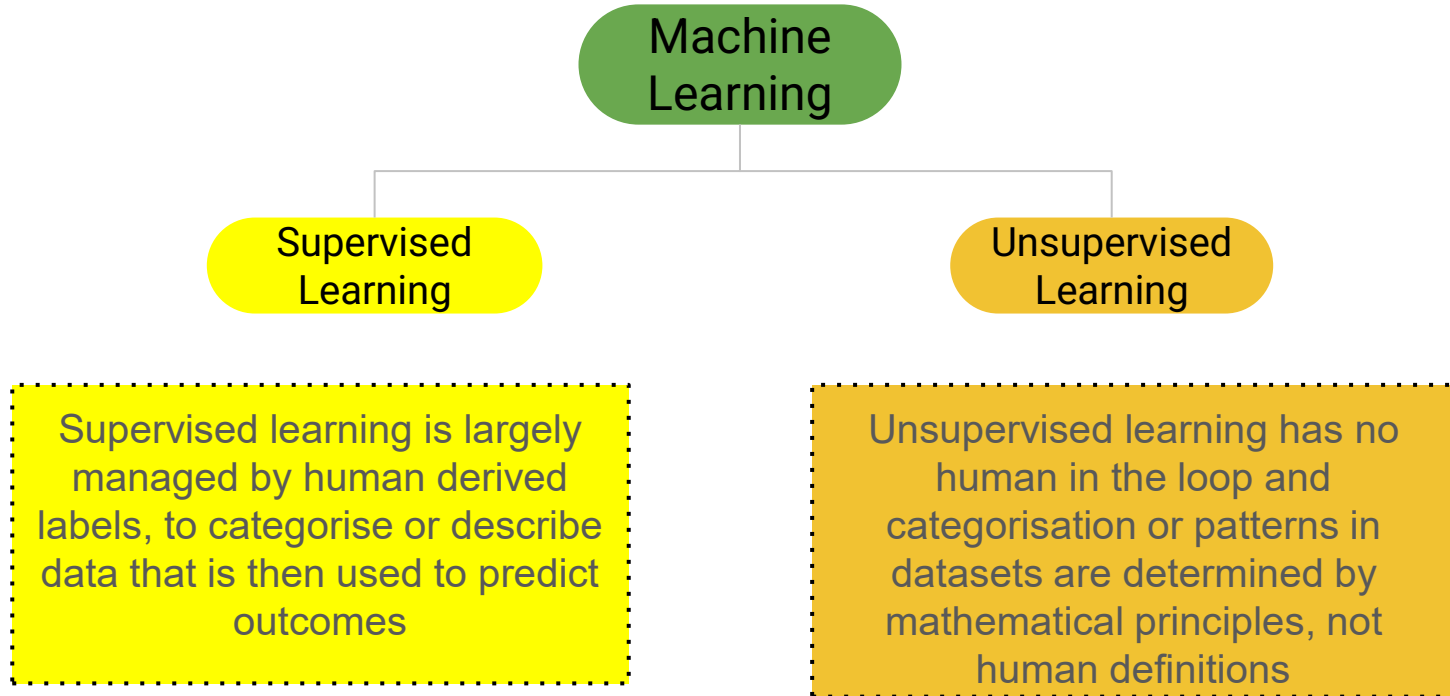 Machine
Learning
Supervised
Learning
Unsupervised
Learning
Supervised learning is largely
managed by human derived
labels, to categorise or describe
data that is then used to predict
outcomes
Unsupervised learning has no
human in the loop and
categorisation or patterns in
datasets are determined by
mathematical principles, not
human definitions